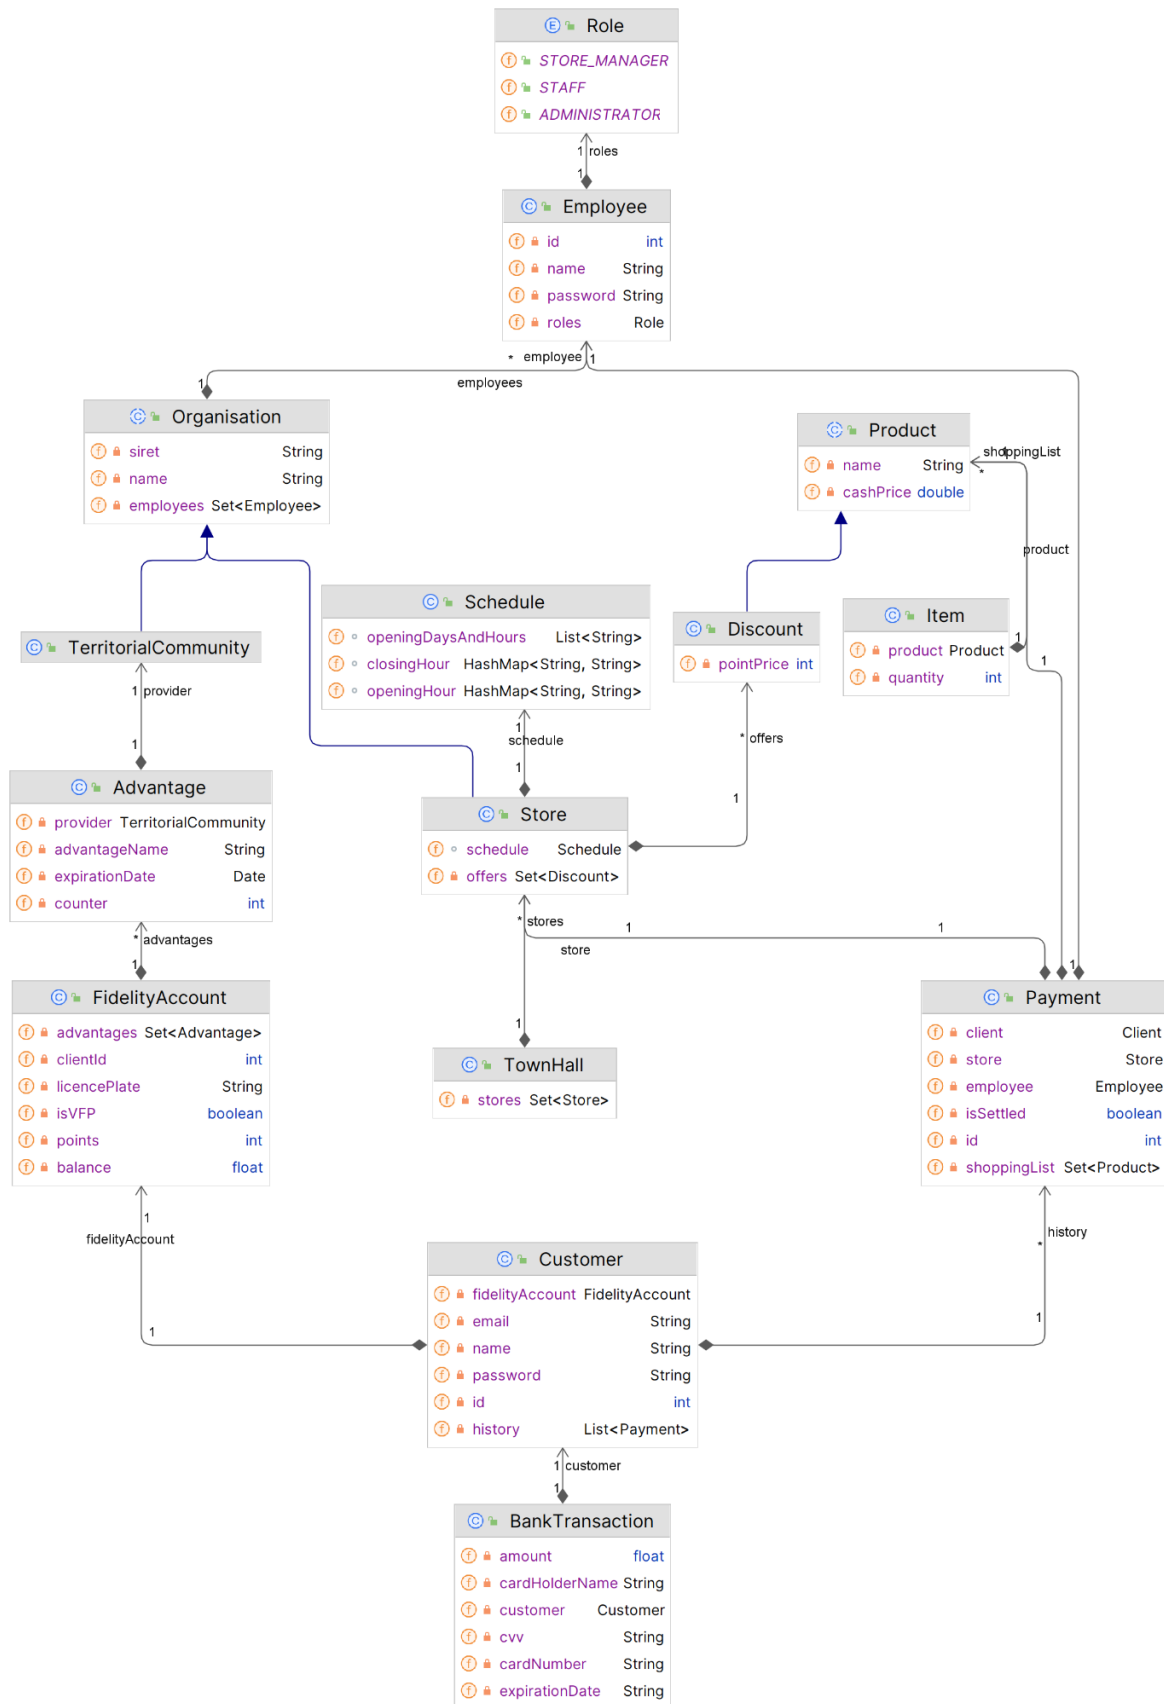 Role
STORE_MANAGER
STAFF
ADMINISTRATOR
1 roles
1
Employee
id int
name String
password String
roles Role
* employee 1
employees
1
Organisation
siret String
name String
employees Set<Employee>
Product
name String
cashPrice double
shoppingList
1
*
product
Schedule
openingDaysAndHours List<String>
closingHour HashMap<String, String>
openingHour HashMap<String, String>
Discount
pointPrice int
Item
product Product
quantity int
1
1
TerritorialCommunity
1 provider
1
1
schedule
1
* offers
1
Advantage
provider TerritorialCommunity
advantageName String
expirationDate Date
counter int
Store
schedule Schedule
offers Set<Discount>
* advantages
1
* stores
1
1
store
1
FidelityAccount
advantages Set<Advantage>
clientId int
licencePlate String
isVFP boolean
points int
balance float
1
TownHall
stores Set<Store>
Payment
client Client
store Store
employee Employee
isSettled boolean
id int
shoppingList Set<Product>
1
fidelityAccount
1
history
*
1
Customer
fidelityAccount FidelityAccount
email String
name String
password String
id int
history List<Payment>
1 customer
1
BankTransaction
amount float
cardHolderName String
customer Customer
cvv String
cardNumber String
expirationDate String